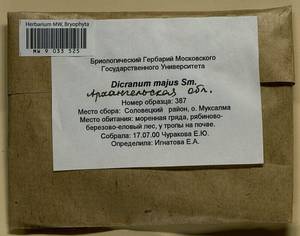 Herbarium MW, Bryophyta
MW 9 033 525
Биологический Гербарий Московского
Государственного Университета
Dicranum majus Sm.
Архангельская обл.
Номер образца: 387
Место сбора: Соловецкий район, о. Муксалма
Место обитания: моренная гряда, рябиново-
березово-еловый лес, у тропы на почве.
Собрала: 17.07.00 Чуракова Е.Ю.
Определила: Игнатова Е.А.